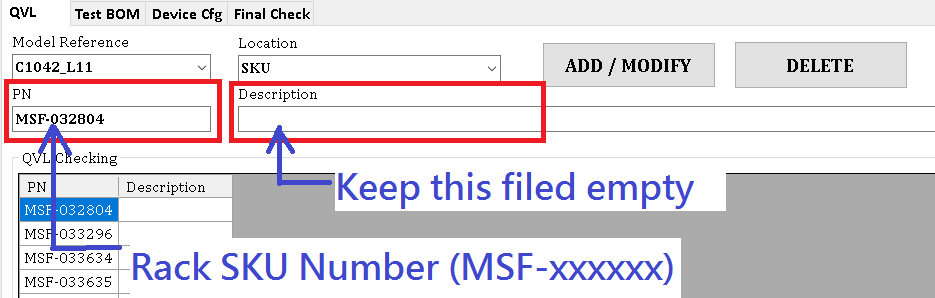 QVL Test BOM Device Cfg Final Check
Model Reference Location
C1042_L11 SKU ADD / MODIFY DELETE
PN Description
MSF-032804
QVL Checking
PN Description
Keep this filed empty
MSF-032804
MSF-033296
Rack SKU Number (MSF-xxxxxx)
MSF-033634
MSF-033635